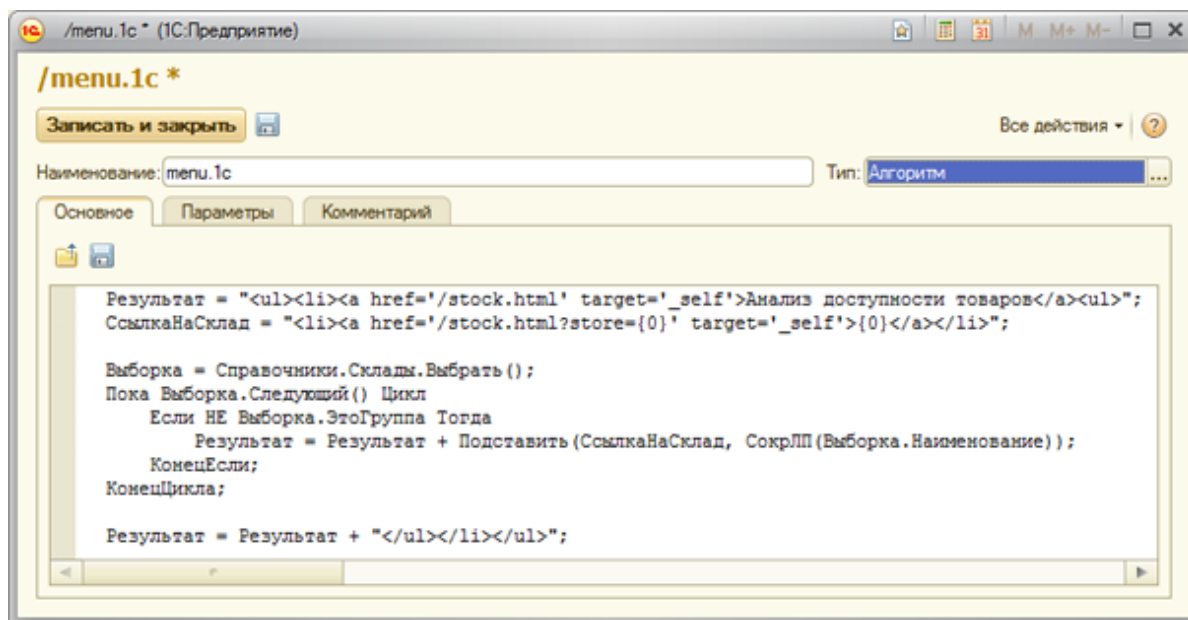 /menu.1c * (1С:Предприятие)
31 M M+ M-
/menu.1c *
Записать и закрыть
Все действия
?
Наименование: menu.1c
Тип: Алгоритм ...
Основное Параметры Комментарий
Результат = "<ul><li><a href='/stock.html' target='_self'>Анализ доступности товаров</a><ul>";
СсылкаНаСклад = "<li><a href='/stock.html?store={0}' target='_self'>{0}</a></li>";
Выборка = Справочники.Склады.Выбрать();
Пока Выборка.Следующий() Цикл
Если НЕ Выборка.ЭтоГруппа Тогда
Результат = Результат + Подставить(СсылкаНаСклад, СокрЛП(Выборка.Наименование));
КонецЕсли;
КонецЦикла;
Результат = Результат + "</ul></li></ul>";